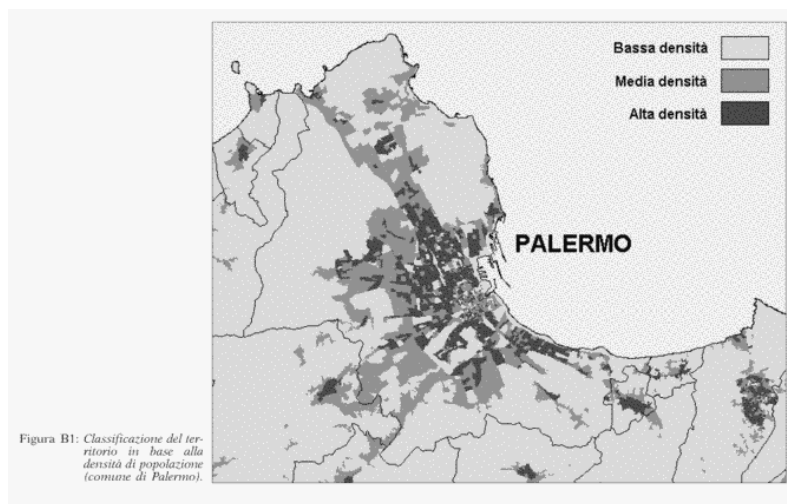 Bassa densità
Media densità
Alta densità
PALERMO
Figura B1: Classificazione del ter-
ritorio in base alla
densità di popolazione
(comune di Palermo).